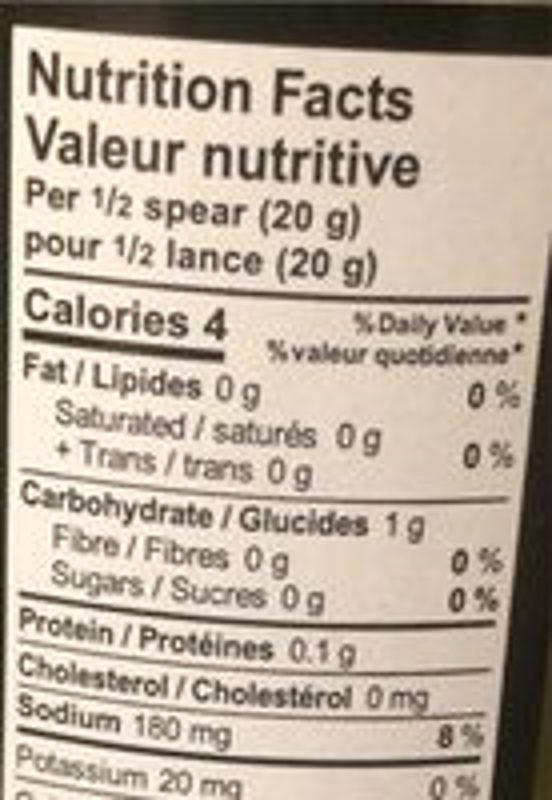 Nutrition Facts
Valeur nutritive
Per 1/2 spear (20 g)
pour 1/2 lance (20 g)
Calories 4
% Daily Value *
% valeur quotidienne*
Fat / Lipides 0 g 0 %
Saturated / saturés 0 g
+ Trans / trans 0 g 0 %
Carbohydrate / Glucides 1 g
Fibre / Fibres 0 g 0 %
Sugars / Sucres 0 g 0 %
Protein / Protéines 0.1 g
Cholesterol / Cholestérol 0 mg
Sodium 180 mg 8 %
Potassium 20 mg 0 %